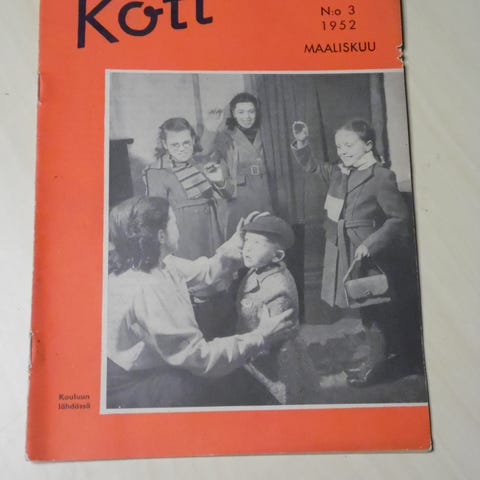 Koti
N:o 3
1952
MAALISKUU
Kouluun
lähdössä